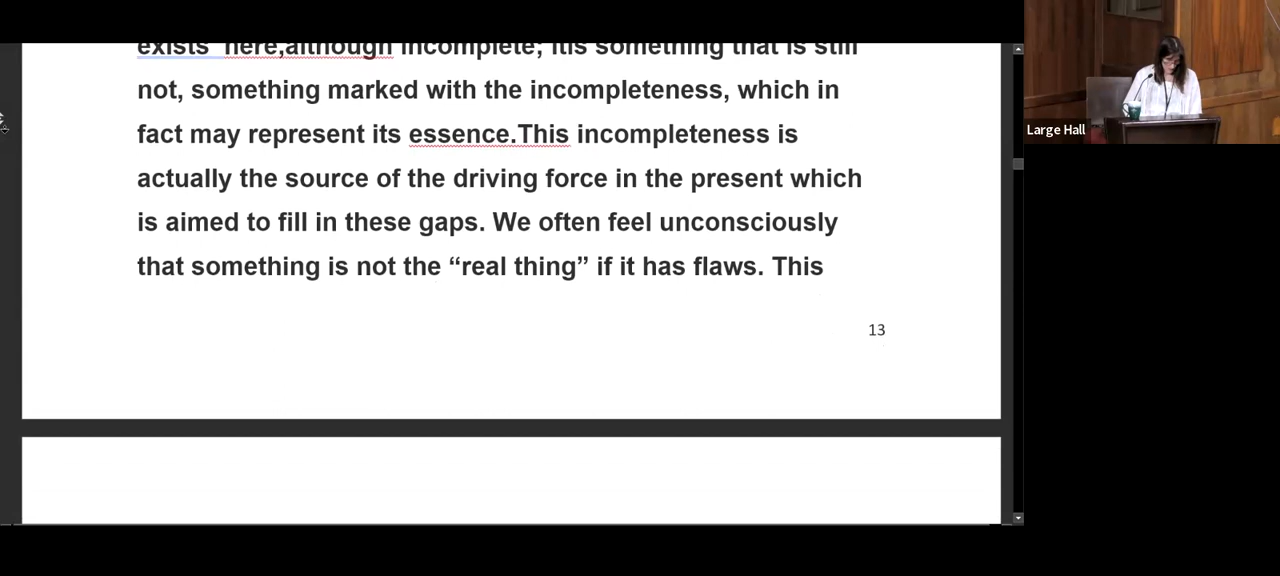 exists here,although incomplete; itis something that is still
not, something marked with the incompleteness, which in
fact may represent its essence.This incompleteness is
actually the source of the driving force in the present which
is aimed to fill in these gaps. We often feel unconsciously
that something is not the “real thing” if it has flaws. This
13
Large Hall